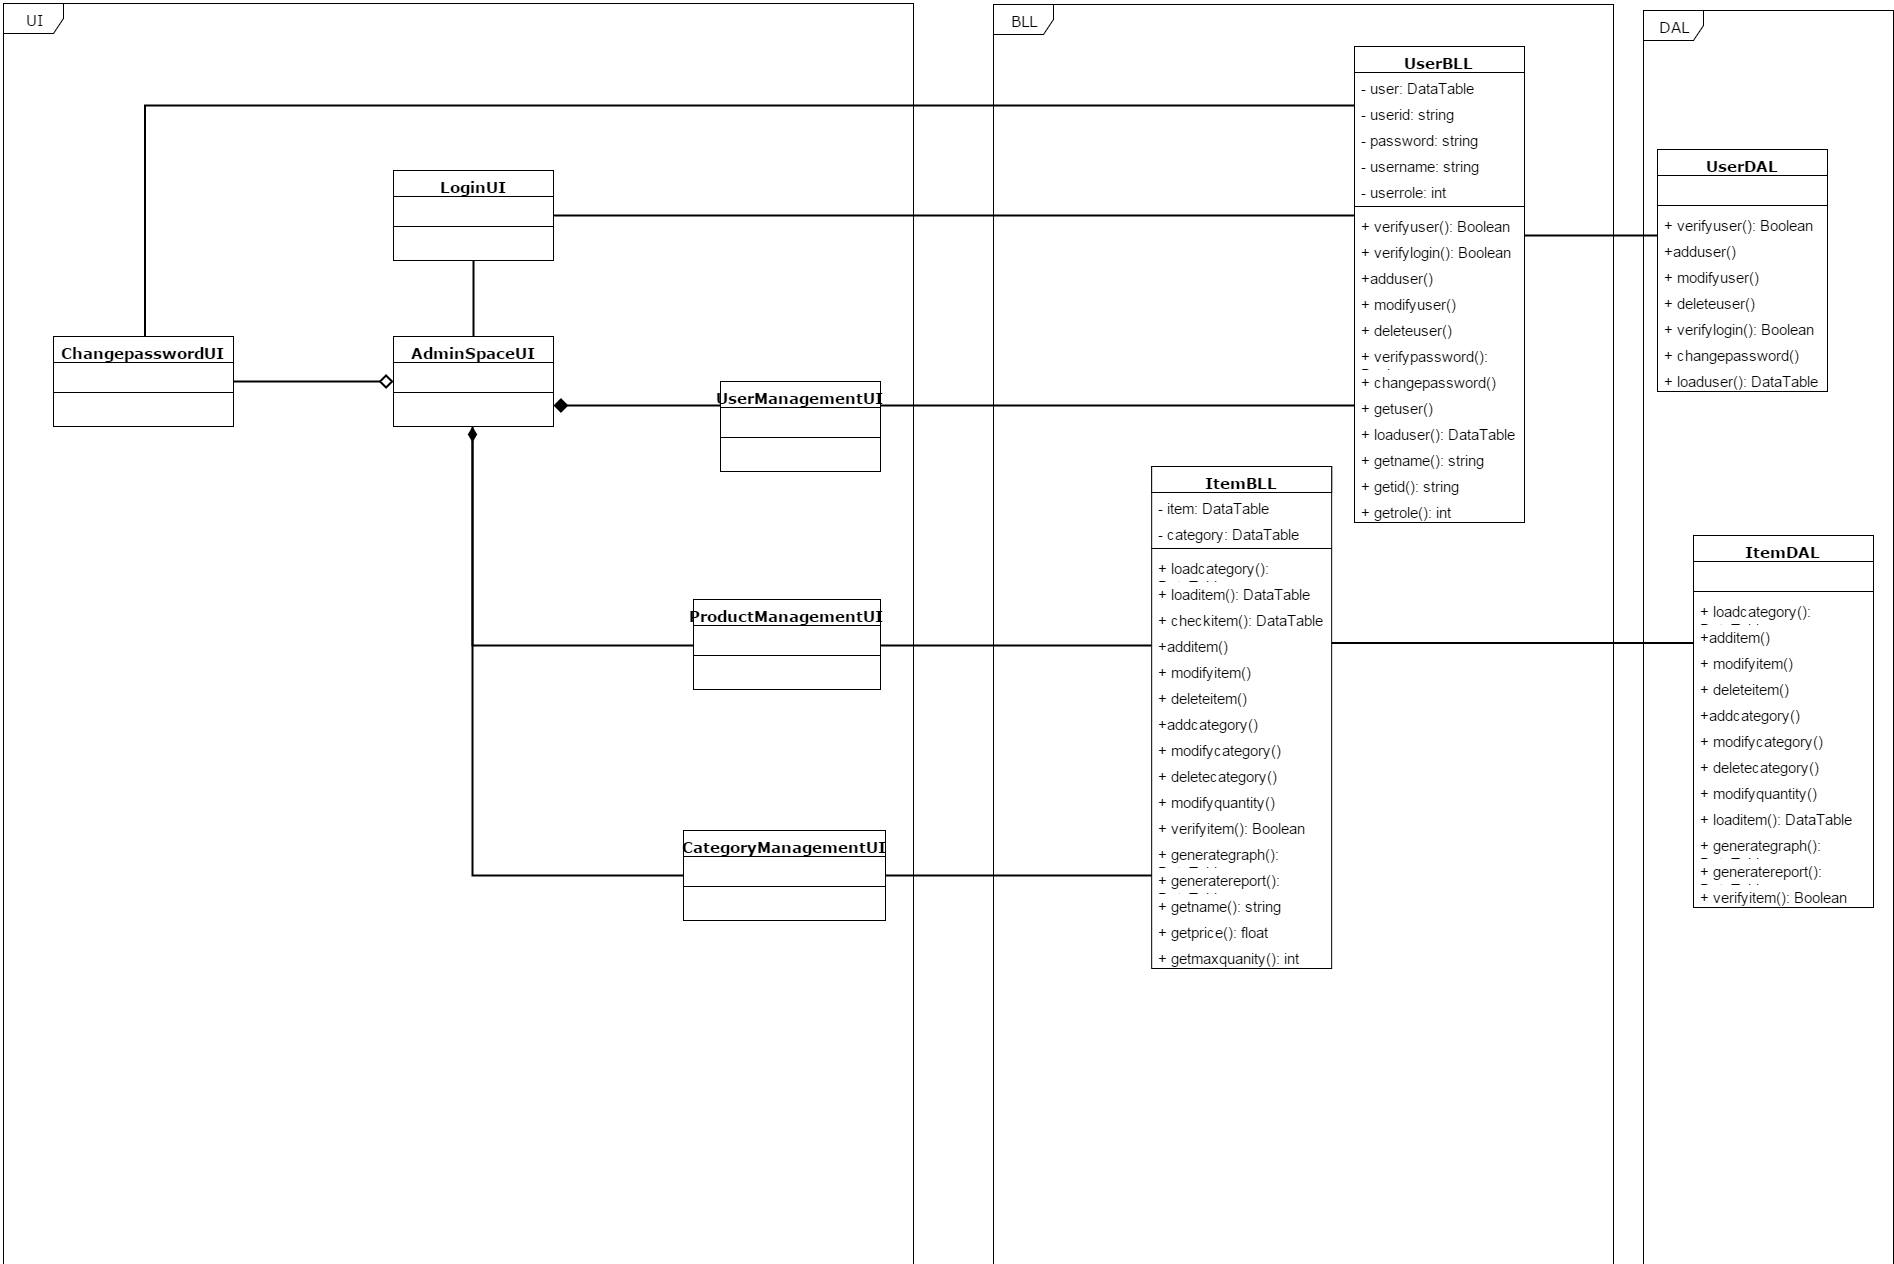 UI
LoginUI
ChangepasswordUI
AdminSpaceUI
UserManagementUI
ProductManagementUI
CategoryManagementUI
BLL
UserBLL
- user: DataTable
- userid: string
- password: string
- username: string
- userrole: int
+ verifyuser(): Boolean
+ verifylogin(): Boolean
+adduser()
+ modifyuser()
+ deleteuser()
+ verifypassword():
+ changepassword()
+ getuser()
+ loaduser(): DataTable
+ getname(): string
+ getid(): string
+ getrole(): int
ItemBLL
- item: DataTable
- category: DataTable
+ loadcategory():
+ loaditem(): DataTable
+ checkitem(): DataTable
+additem()
+ modifyitem()
+ deleteitem()
+addcategory()
+ modifycategory()
+ deletecategory()
+ modifyquantity()
+ verifyitem(): Boolean
+ generategraph():
+ generatereport():
+ getname(): string
+ getprice(): float
+ getmaxquanity(): int
DAL
UserDAL
+ verifyuser(): Boolean
+adduser()
+ modifyuser()
+ deleteuser()
+ verifylogin(): Boolean
+ changepassword()
+ loaduser(): DataTable
ItemDAL
+ loadcategory():
+additem()
+ modifyitem()
+ deleteitem()
+addcategory()
+ modifycategory()
+ deletecategory()
+ modifyquantity()
+ loaditem(): DataTable
+ generategraph():
+ generatereport():
+ verifyitem(): Boolean